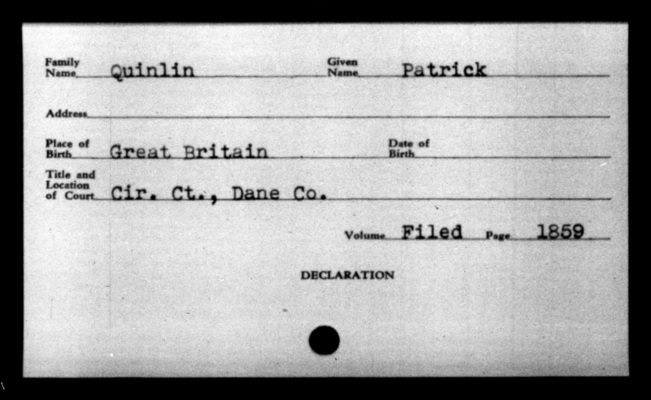 Family Name Quinlin Given Name Patrick
Address
Place of Birth Great Britain Date of Birth
Title and Location of Court Cir. Ct., Dane Co.
Volume Filed Page 1859
DECLARATION